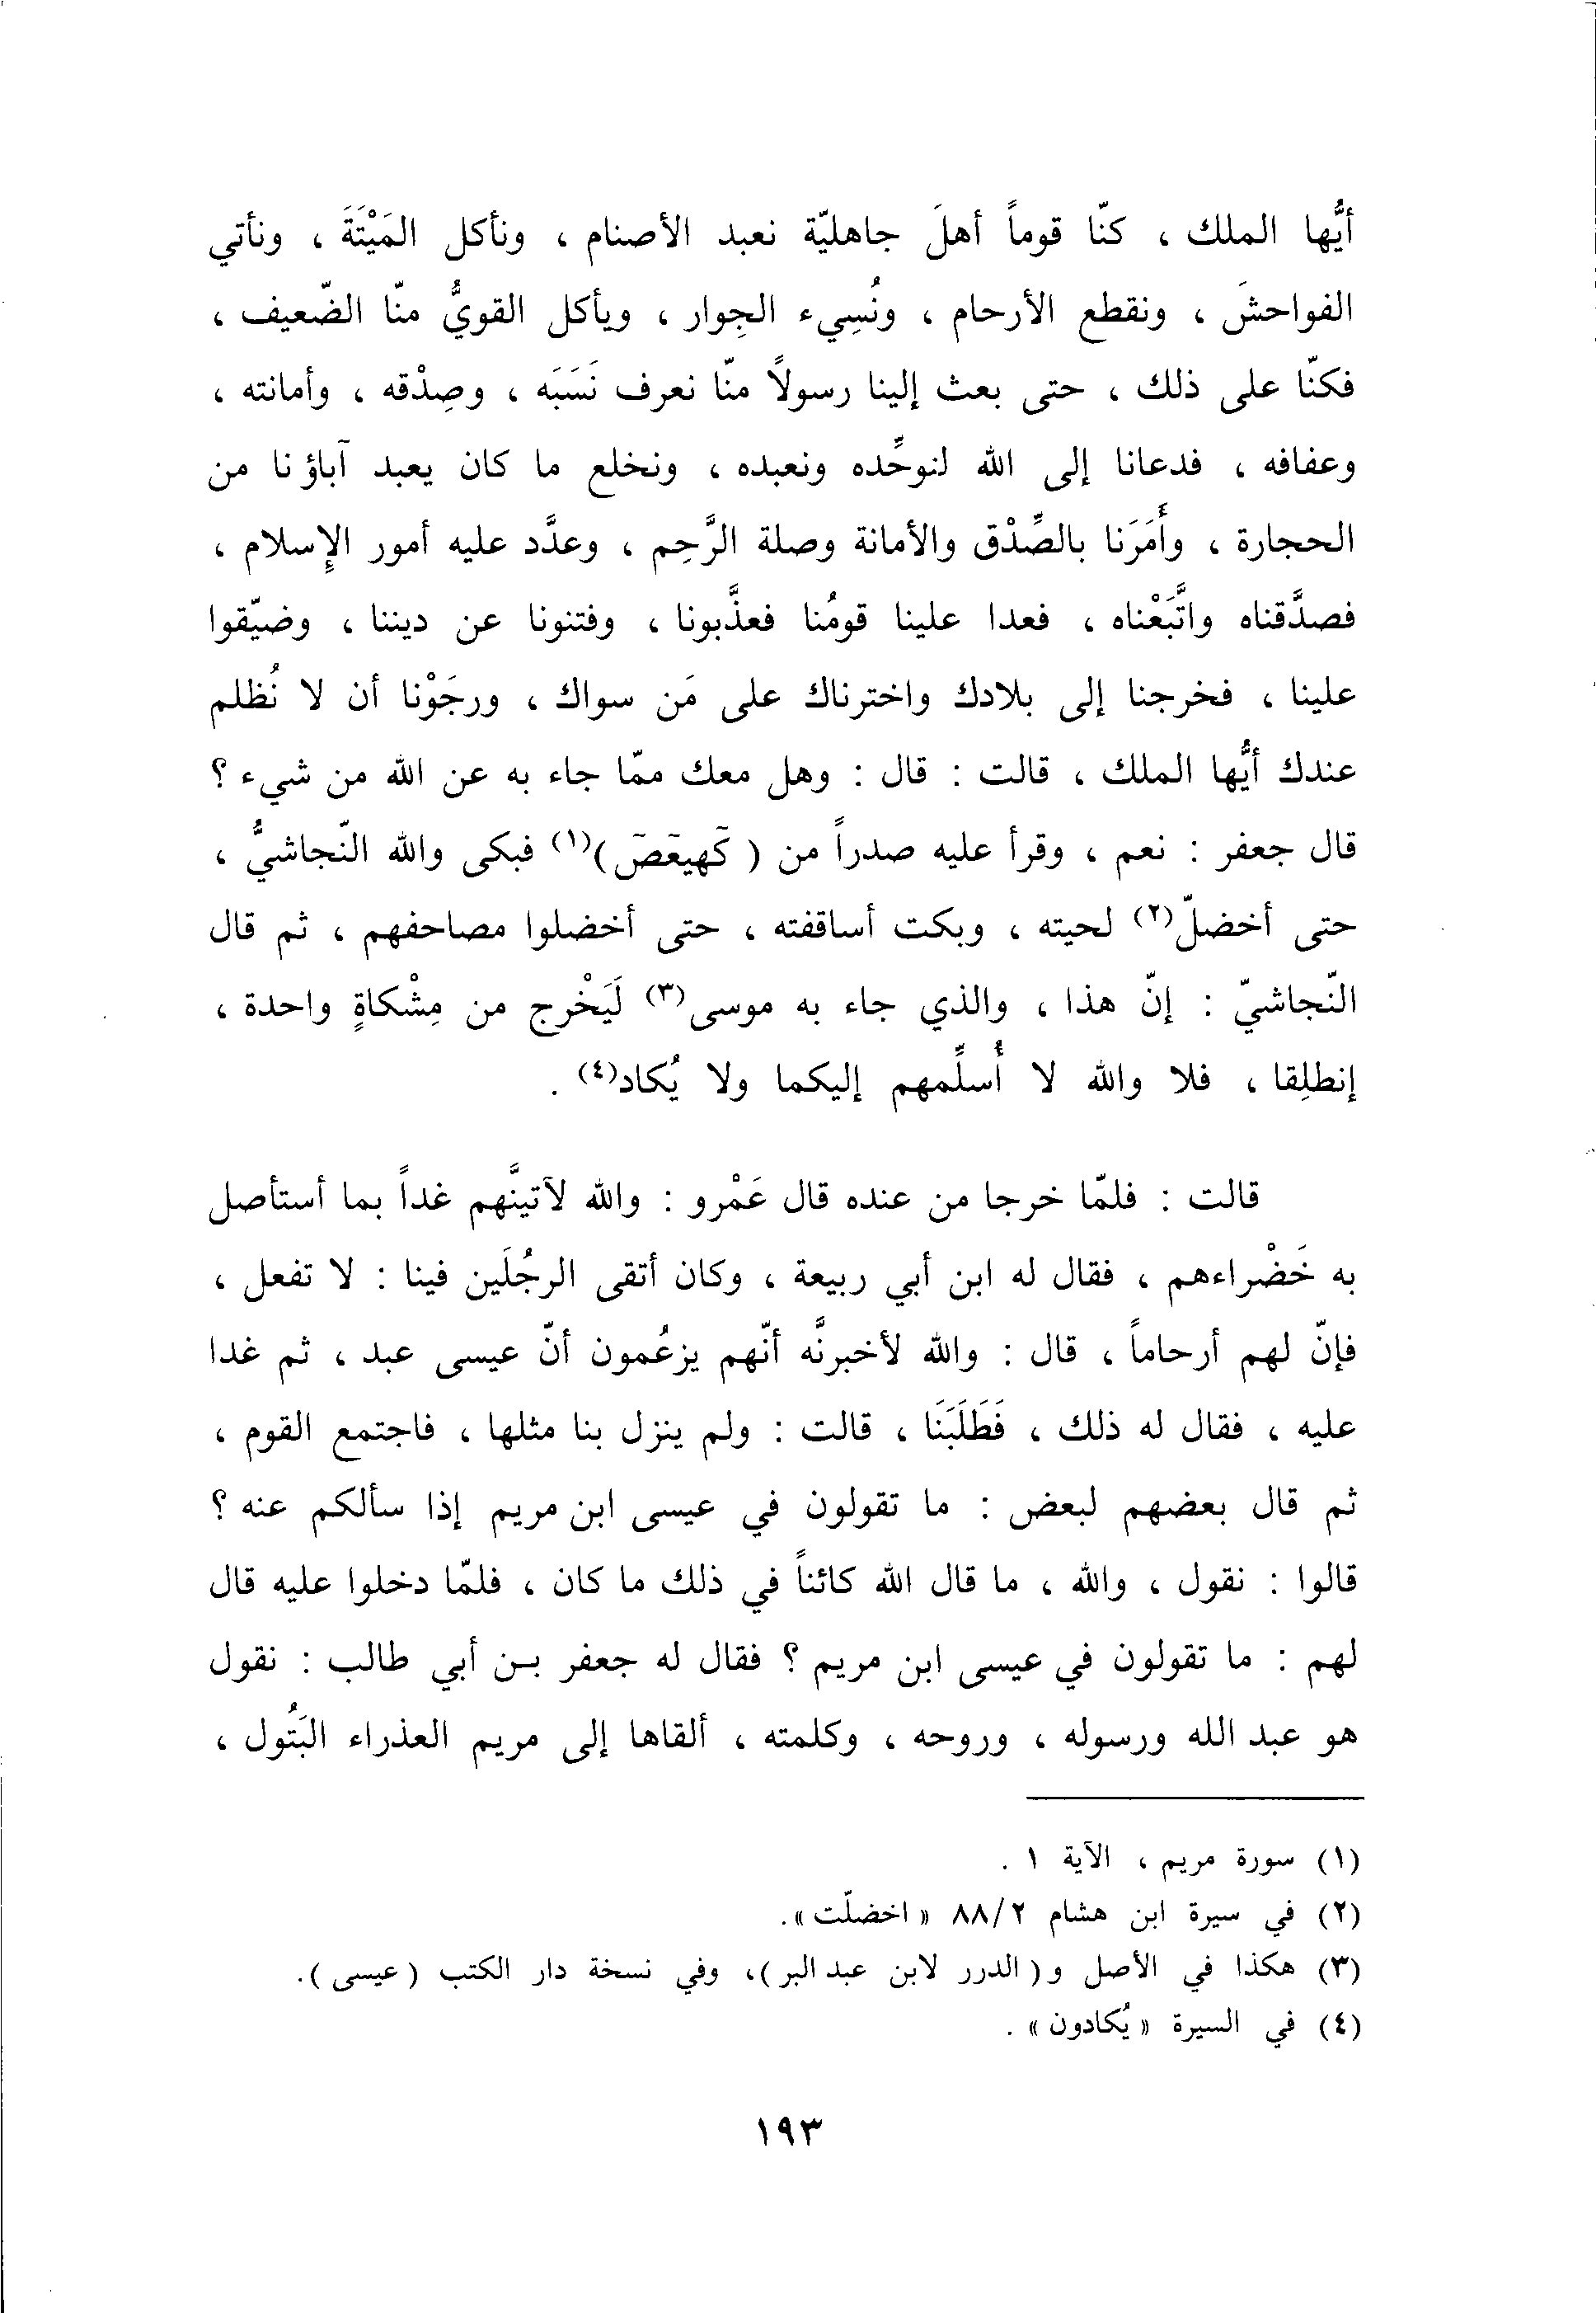 أيُّها الملك ، كنّا قوماً أهلَ جاهليّة نعبد الأصنام ، ونأكل المَيْتَةَ ، ونأتي
الفواحشَ ، ونقطع الأرحام ، ونُسِيء الجِوار ، ويأكل القويُّ منّا الضّعيف ،
فكنّا على ذلك ، حتى بعث إلينا رسولاً منّا نعرف نَسَبَه ، وصِدْقه ، وأمانته ،
وعفافه ، فدعانا إلى الله لنوحِّده ونعبده ، ونخلع ما كان يعبد آباؤنا من
الحجارة ، وأَمَرَنا بالصِّدْق والأمانة وصلة الرَّحِم ، وعدَّد عليه أمور الإسلام ،
فصدَّقناه واتَّبَعْناه ، فعدا علينا قومُنا فعذَّبونا ، وفتنونا عن ديننا ، وضيّقوا
علينا ، فخرجنا إلى بلادك واخترناك على مَن سواك ، ورجَوْنا أن لا نُظلم
عندك أيُّها الملك ، قالت : قال : وهل معك ممّا جاء به عن الله من شيء ؟
قال جعفر : نعم ، وقرأ عليه صدراً من ( كۤهيعۤصۤ )(١) فبكى والله النّجاشيُّ ،
حتى أخضلّ(٢) لحيته ، وبكت أساقفته ، حتى أخضلوا مصاحفهم ، ثم قال
النّجاشيّ : إنّ هذا ، والذي جاء به موسى(٣) لَيَخْرج من مِشْكاةٍ واحدة ،
إنطلِقا ، فلا والله لا أُسلِّمهم إليكما ولا يُكاد(٤) .
قالت : فلمّا خرجا من عنده قال عَمْرو : والله لآتينَّهم غداً بما أستأصل
به خَضْراءهم ، فقال له ابن أبي ربيعة ، وكان أتقى الرجُلَين فينا : لا تفعل ،
فإنّ لهم أرحاماً ، قال : والله لأخبرنَّه أنّهم يزعُمون أنّ عيسى عبد ، ثم غدا
عليه ، فقال له ذلك ، فَطَلَبَنَا ، قالت : ولم ينزل بنا مثلها ، فاجتمع القوم ،
ثم قال بعضهم لبعض : ما تقولون في عيسى ابن مريم إذا سألكم عنه ؟
قالوا : نقول ، والله ، ما قال الله كائناً في ذلك ما كان ، فلمّا دخلوا عليه قال
لهم : ما تقولون في عيسى ابن مريم ؟ فقال له جعفر بـن أبي طالب : نقول
هو عبد الله ورسوله ، وروحه ، وكلمته ، ألقاها إلى مريم العذراء البَتُول ،
(١) سورة مريم ، الآية ١ .
(٢) في سيرة ابن هشام ٨٨/٢ « اخضلّت ».
(٣) هكذا في الأصل و( الدرر لابن عبد البر )، وفي نسخة دار الكتب ( عيسى ).
(٤) في السيرة « يُكادون » .
١٩٣